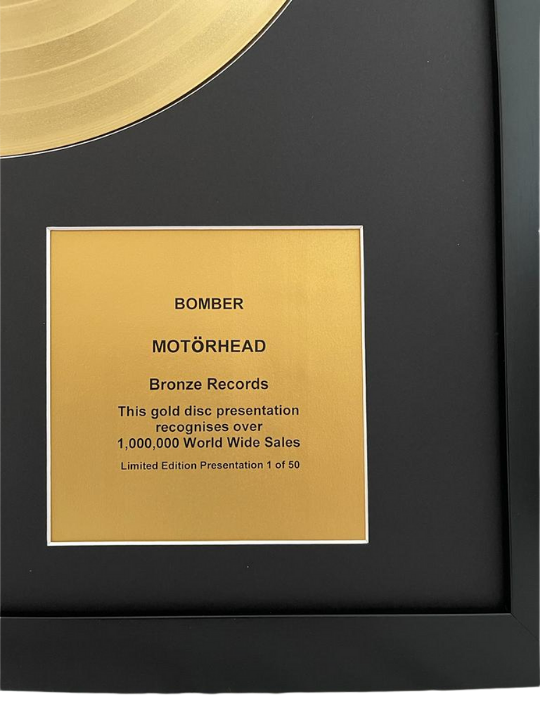 BOMBER
MOTÖRHEAD
Bronze Records
This gold disc presentation
recognises over
1,000,000 World Wide Sales
Limited Edition Presentation 1 of 50